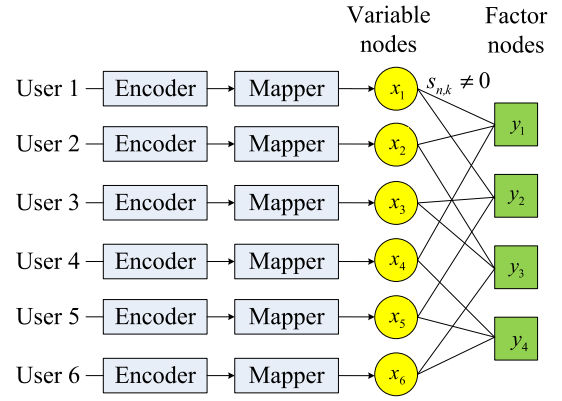 Variable nodes
Factor nodes
User 1 Encoder Mapper x₁ sₙ,ₖ ≠ 0
y₁
User 2 Encoder Mapper x₂
User 3 Encoder Mapper x₃ y₂
User 4 Encoder Mapper x₄ y₃
User 5 Encoder Mapper x₅
y₄
User 6 Encoder Mapper x₆